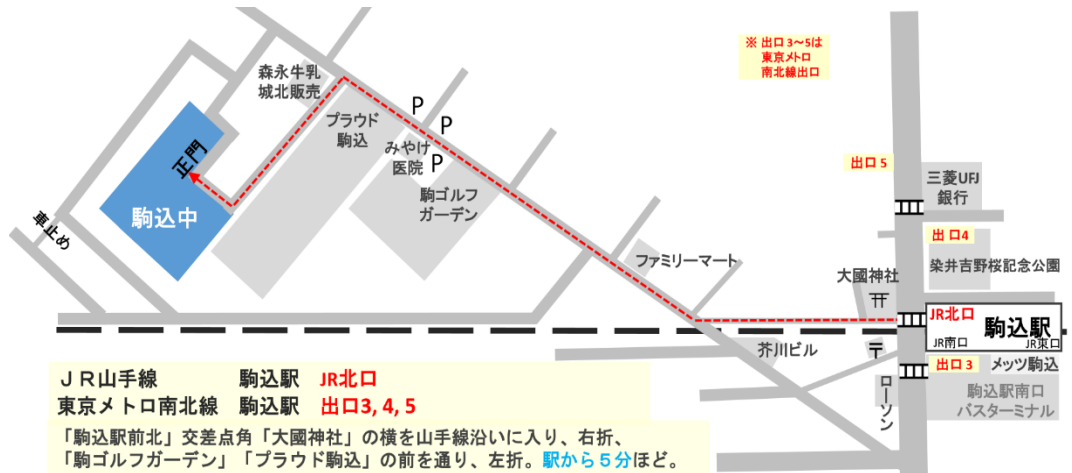 ※ 出口 3～5は
東京メトロ
南北線出口
森永牛乳
城北販売
プラウド
駒込
P
P
P
みやけ
医院
駒ゴルフ
ガーデン
正門
駒込中
車止め
出口 5
三菱UFJ
銀行
出口4
染井吉野桜記念公園
ファミリーマート
大國神社
JR北口
駒込駅
JR南口
JR東口
芥川ビル
〒
出口 3
メッツ駒込
ローソン
駒込駅南口
バスターミナル
ＪＲ山手線 駒込駅 JR北口
東京メトロ南北線 駒込駅 出口3, 4, 5
「駒込駅前北」交差点角「大國神社」の横を山手線沿いに入り、右折、
「駒ゴルフガーデン」「プラウド駒込」の前を通り、左折。駅から５分ほど。